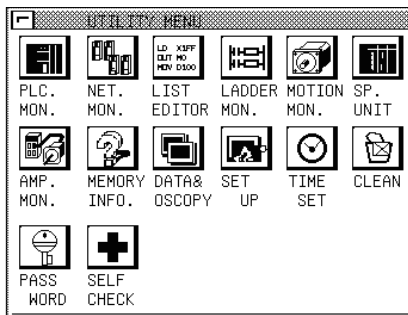 UTILITY MENU
LD X1FF
OUT M0
MOV D100
PLC. NET. LIST LADDER MOTION SP.
MON. MON. EDITOR MON. MON. UNIT
AMP. MEMORY DATA& SET TIME CLEAN
MON. INFO. OSCOPY UP SET
PASS SELF
WORD CHECK